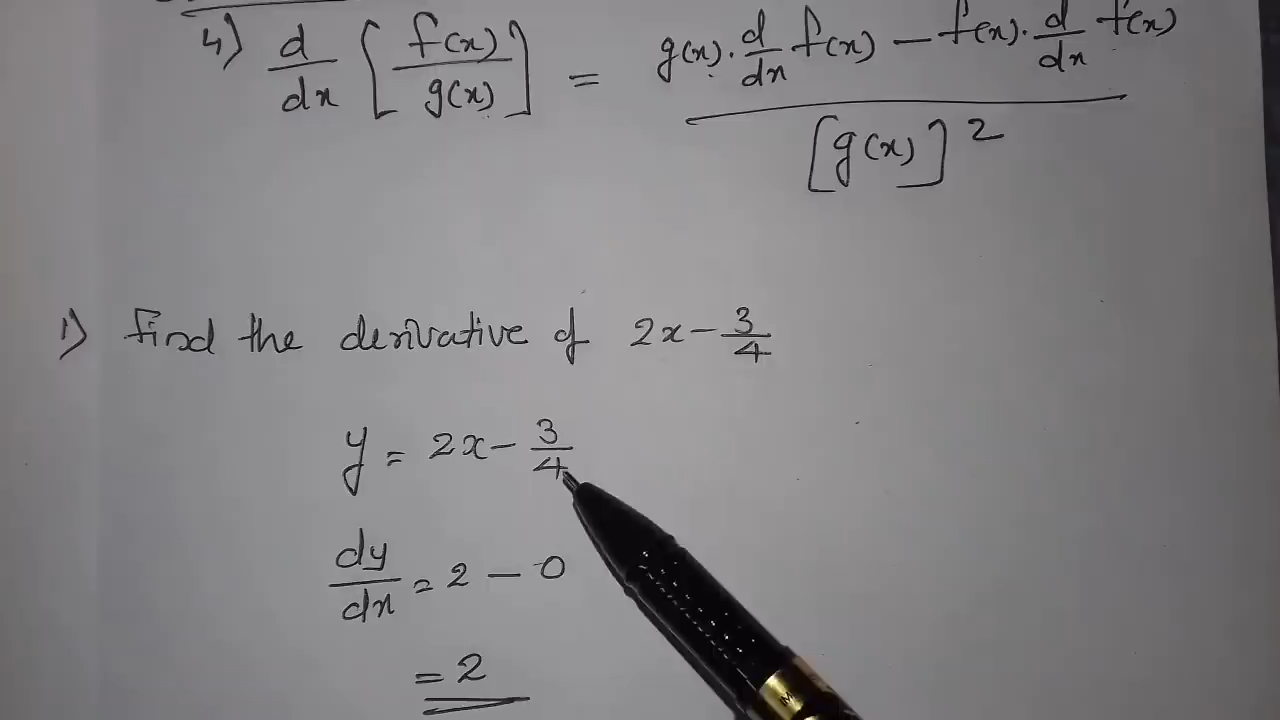 4) d/dx [f(x)/g(x)] = (g(x). d/dx f(x) – f(x). d/dx f(x)) / [g(x)]²
1) find the derivative of 2x – 3/4
y = 2x – 3/4
dy/dx = 2 – 0
= 2